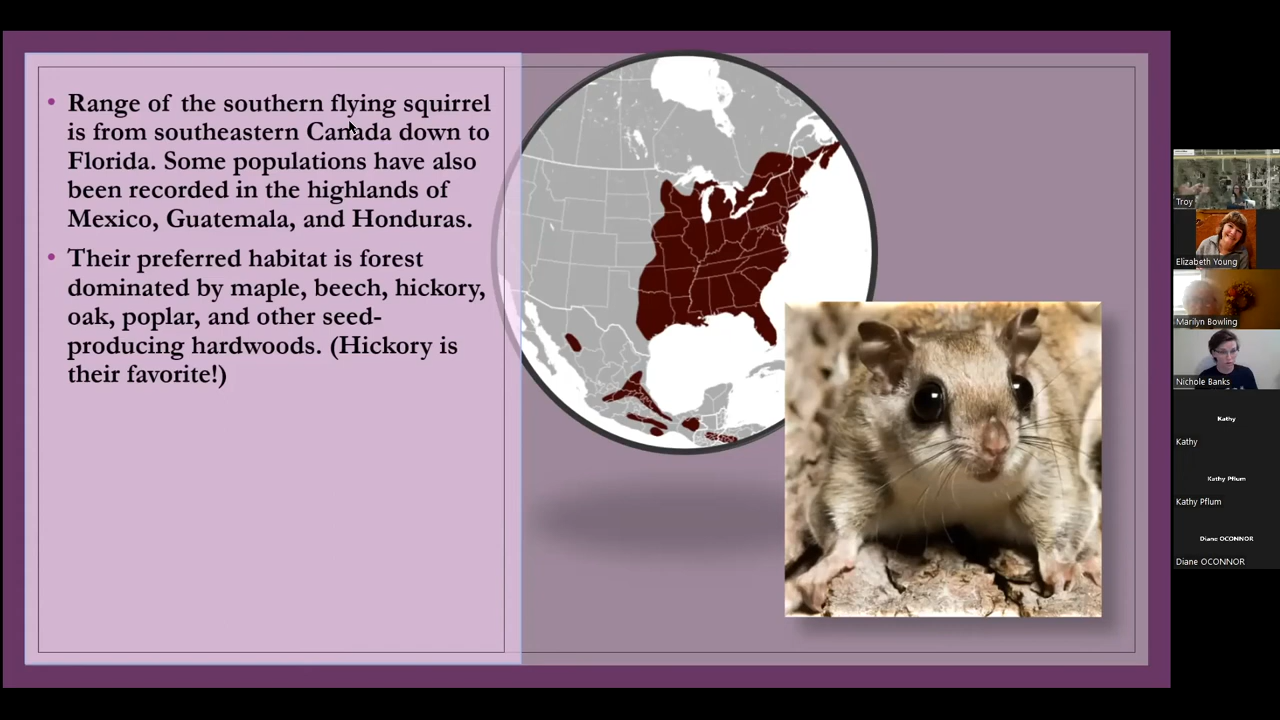 • Range of the southern flying squirrel
is from southeastern Canada down to
Florida. Some populations have also
been recorded in the highlands of
Mexico, Guatemala, and Honduras.
• Their preferred habitat is forest
dominated by maple, beech, hickory,
oak, poplar, and other seed-
producing hardwoods. (Hickory is
their favorite!)
Troy
Elizabeth Young
Marilyn Bowling
Nichole Banks
Kathy
Kathy
Kathy Pflum
Kathy Pflum
Diane OCONNOR
Diane OCONNOR